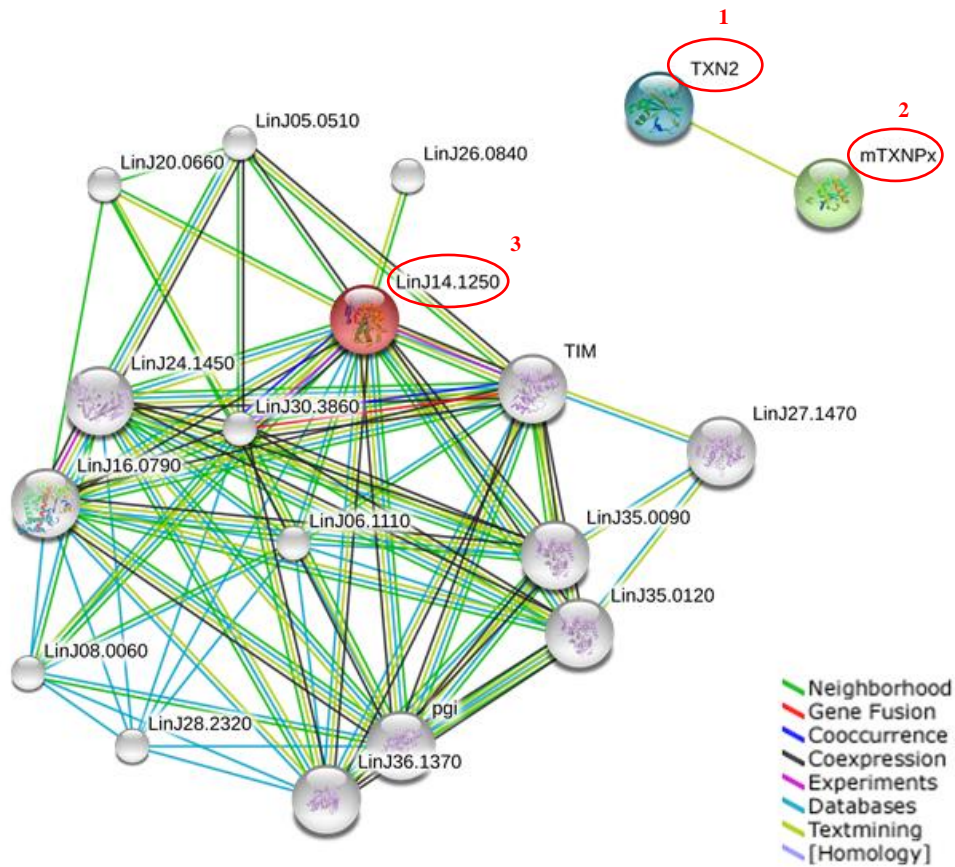 1
TXN2
2
mTXNPx
LinJ05.0510
LinJ20.0660
LinJ26.0840
3
LinJ14.1250
TIM
LinJ24.1450
LinJ30.3860
LinJ27.1470
LinJ16.0790
LinJ06.1110
LinJ35.0090
LinJ35.0120
LinJ08.0060
pgi
LinJ28.2320
LinJ36.1370
Neighborhood
Gene Fusion
Cooccurrence
Coexpression
Experiments
Databases
Textmining
[Homology]